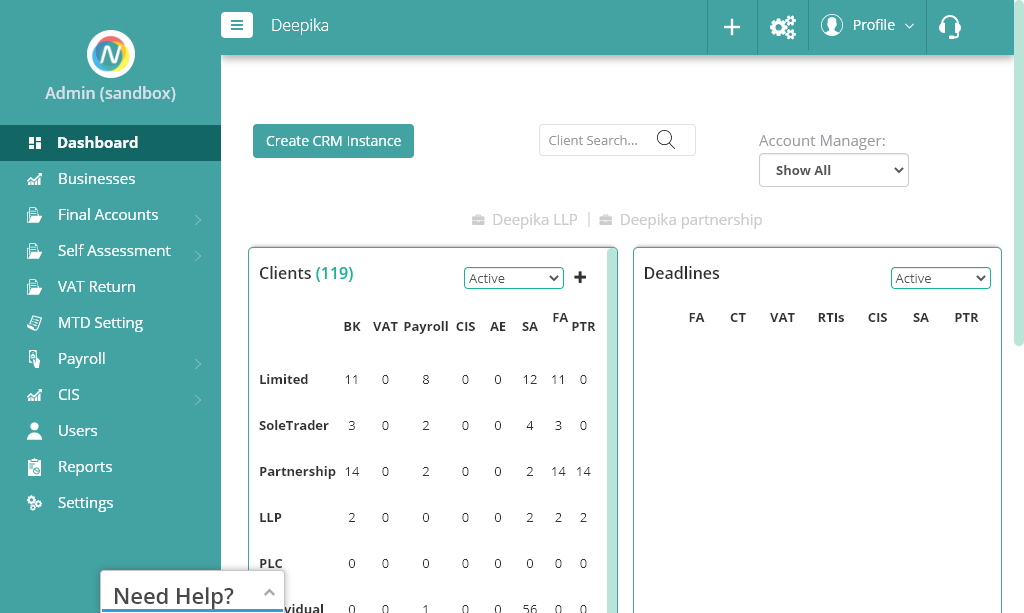 Deepika
Profile
N
Admin (sandbox)
Dashboard
Businesses
Final Accounts
Self Assessment
VAT Return
MTD Setting
Payroll
CIS
Users
Reports
Settings
Create CRM Instance
Client Search...
Account Manager:
Show All
Deepika LLP | Deepika partnership
Clients (119)
Active
BK VAT Payroll CIS AE SA FA PTR
Limited 11 0 8 0 0 12 11 0
SoleTrader 3 0 2 0 0 4 3 0
Partnership 14 0 2 0 0 2 14 14
LLP 2 0 0 0 0 2 2 2
PLC 0 0 0 0 0 0 0 0
vidual 0 0 1 0 0 56 0 0
Deadlines
Active
FA CT VAT RTIs CIS SA PTR
Need Help?